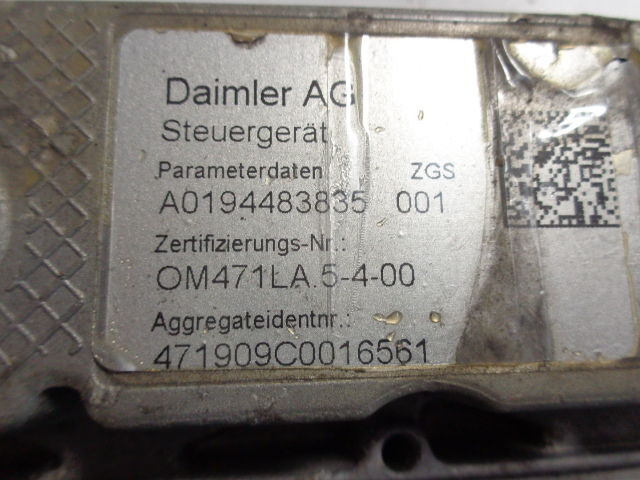 Daimler AG
Steuergerät
Parameterdaten ZGS
A0194483835 001
Zertifizierungs-Nr.:
OM471LA.5-4-00
Aggregateidentnr.:
471909C0016561